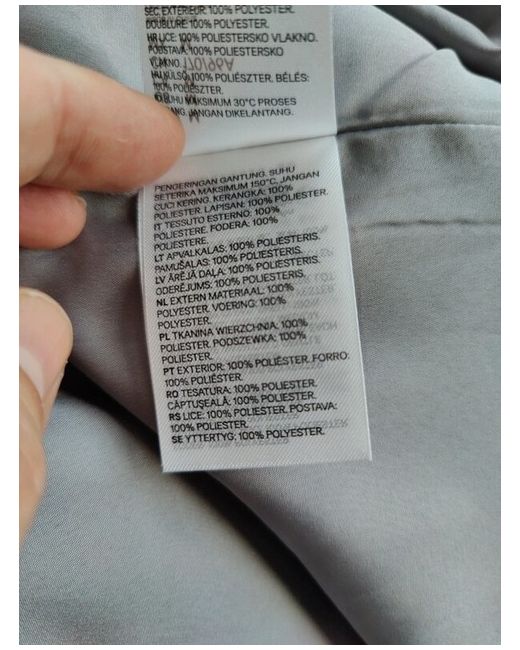 SEC. EXTÉRIEUR: 100% POLYESTER.
DOUBLURE: 100% POLYESTER.
HR LICE: 100% POLIESTERSKO VLAKNO.
PODSTAVA: 100% POLIESTERSKO
VLAKNO.
HU KÜLSŐ: 100% POLIÉSZTER. BÉLÉS:
100% POLIÉSZTER.
SUHU MAKSIMUM 30°C PROSES
JANGAN DIKELANTANG.
PENGERINGAN GANTUNG. SUHU
SETERIKA MAKSIMUM 150°C, JANGAN
CUCI KERING. KERANGKA: 100%
POLIESTER. LAPISAN: 100% POLIESTER.
IT TESSUTO ESTERNO: 100%
POLIESTERE. FODERA: 100%
POLIESTERE.
LT APVALKALAS: 100% POLIESTERIS.
PAMUŠALAS: 100% POLIESTERIS.
LV ĀRĒJĀ DAĻA: 100% POLIESTERIS.
ODERĒJUMS: 100% POLIESTERIS.
NL EXTERN MATERIAAL: 100%
POLYESTER. VOERING: 100%
POLYESTER.
PL TKANINA WIERZCHNIA: 100%
POLIESTER. PODSZEWKA: 100%
POLIESTER.
PT EXTERIOR: 100% POLIÉSTER. FORRO:
100% POLIÉSTER.
RO TESATURA: 100% POLIESTER.
CĂPTUŞEALĂ: 100% POLIESTER.
RS LICE: 100% POLIESTER. POSTAVA:
100% POLIESTER.
SE YTTERTYG: 100% POLYESTER.